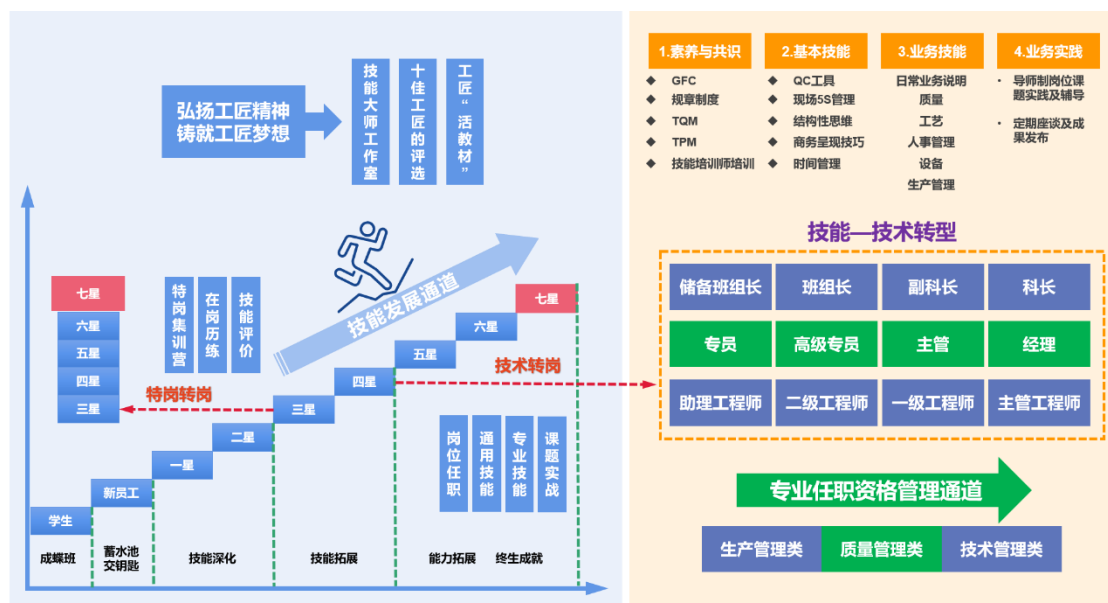 弘扬工匠精神
铸就工匠梦想
技能大师工作室
十佳工匠的评选
工匠“活教材”
七星
六星
五星
四星
三星
特岗集训营
在岗历练
技能评价
技能发展通道
特岗转岗
技术转岗
学生
新员工
一星
二星
三星
四星
五星
六星
七星
岗位任职
通用技能
专业技能
课题实战
成蝶班
蓄水池
交钥匙
技能深化
技能拓展
能力拓展
终生成就
1.素养与共识
◆ GFC
◆ 规章制度
◆ TQM
◆ TPM
◆ 技能培训师培训
2.基本技能
◆ QC工具
◆ 现场5S管理
◆ 结构性思维
◆ 商务呈现技巧
◆ 时间管理
3.业务技能
日常业务说明
质量
工艺
人事管理
设备
生产管理
4.业务实践
· 导师制岗位课
题实践及辅导
· 定期座谈及成
果发布
技能—技术转型
储备班组长 班组长 副科长 科长
专员 高级专员 主管 经理
助理工程师 二级工程师 一级工程师 主管工程师
专业任职资格管理通道
生产管理类 质量管理类 技术管理类